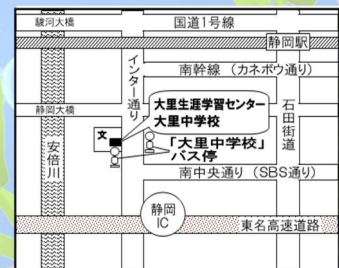 駿河大橋
国道1号線
静岡駅
インター通り
南幹線（カネボウ通り）
静岡大橋
大里生涯学習センター
大里中学校
石田街道
文
「大里中学校」
バス停
安倍川
南中央通り（SBS通り）
静岡
IC
東名高速道路